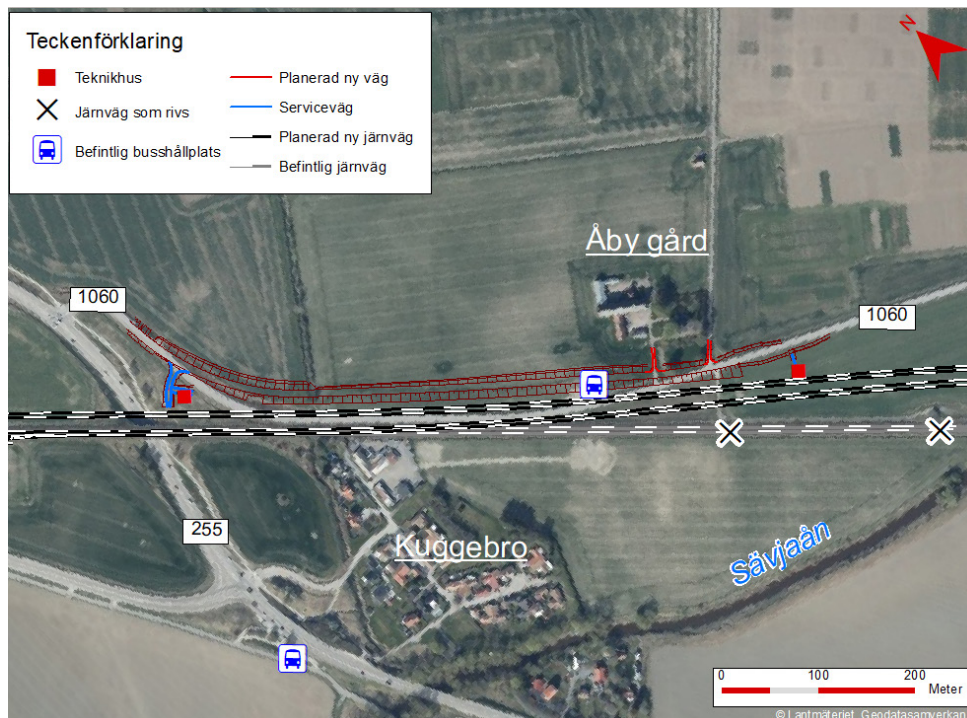 Teckenförklaring
Teknikhus
Järnväg som rivs
Befintlig busshållplats
Planerad ny väg
Serviceväg
Planerad ny järnväg
Befintlig järnväg
N
Åby gård
1060
1060
255
Kuggebro
Sävjaån
0 100 200
Meter
© Lantmäteriet, Geodatasamverkan